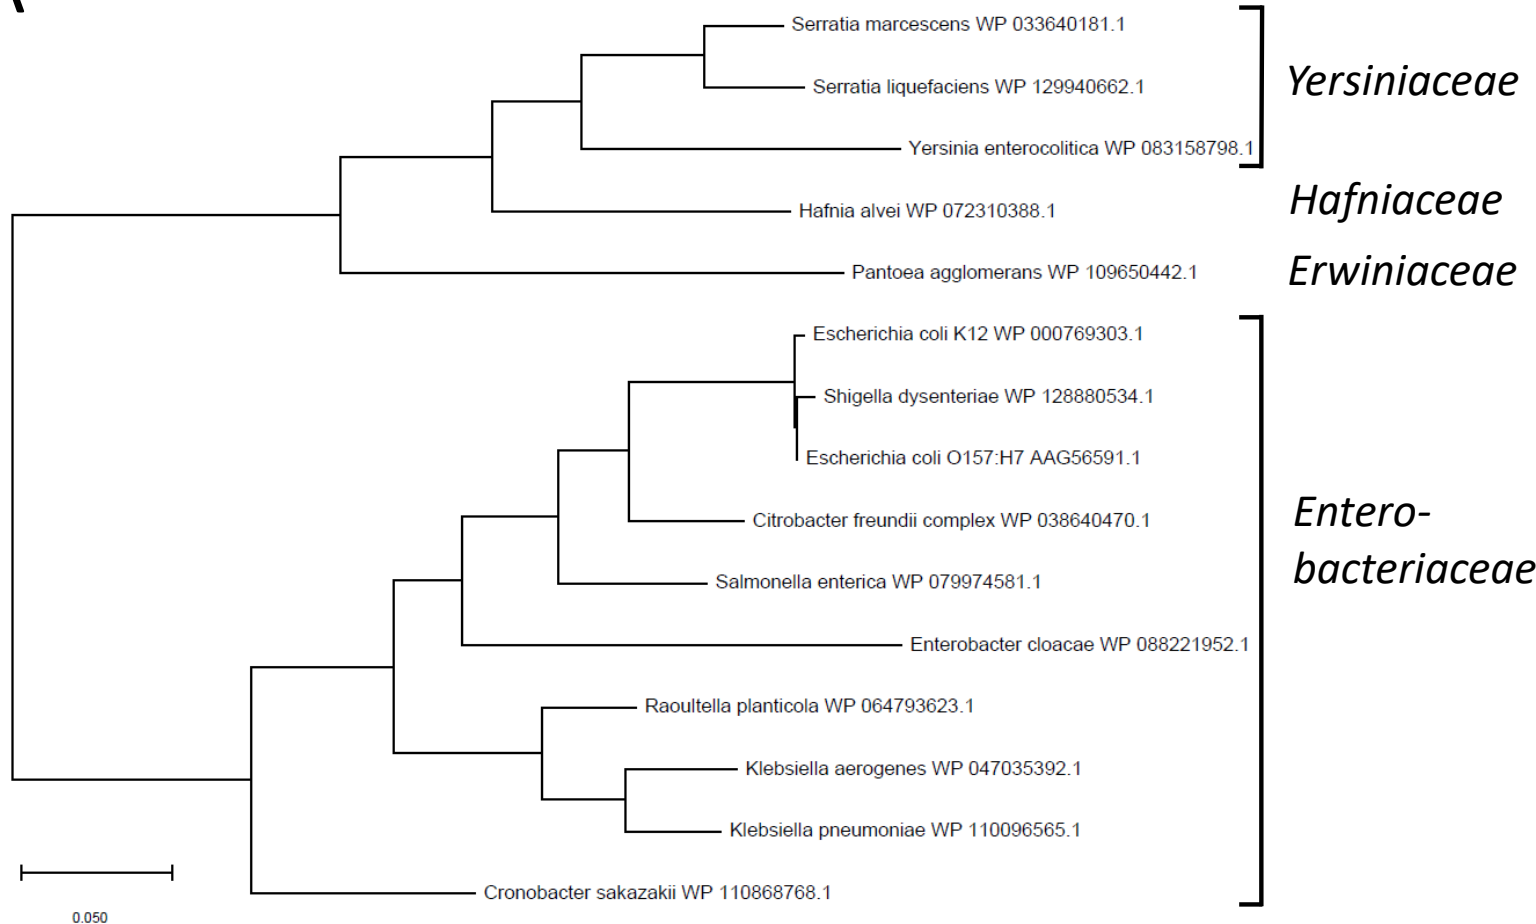 Serratia marcescens WP 033640181.1
Serratia liquefaciens WP 129940662.1
Yersiniaceae
Yersinia enterocolitica WP 083158798.1
Hafniaceae
Hafnia alvei WP 072310388.1
Erwiniaceae
Pantoea agglomerans WP 109650442.1
Escherichia coli K12 WP 000769303.1
Shigella dysenteriae WP 128880534.1
Escherichia coli O157:H7 AAG56591.1
Entero-
bacteriaceae
Citrobacter freundii complex WP 038640470.1
Salmonella enterica WP 079974581.1
Enterobacter cloacae WP 088221952.1
Raoultella planticola WP 064793623.1
Klebsiella aerogenes WP 047035392.1
Klebsiella pneumoniae WP 110096565.1
Cronobacter sakazakii WP 110868768.1
0.050